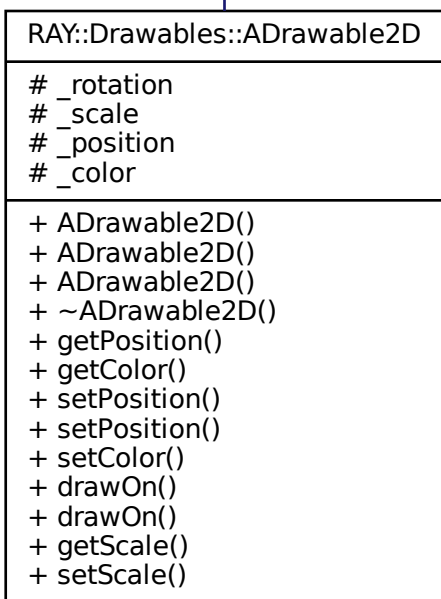 RAY::Drawables::ADrawable2D
# _rotation
# _scale
# _position
# _color
+ ADrawable2D()
+ ADrawable2D()
+ ADrawable2D()
+ ~ADrawable2D()
+ getPosition()
+ getColor()
+ setPosition()
+ setPosition()
+ setColor()
+ drawOn()
+ drawOn()
+ getScale()
+ setScale()